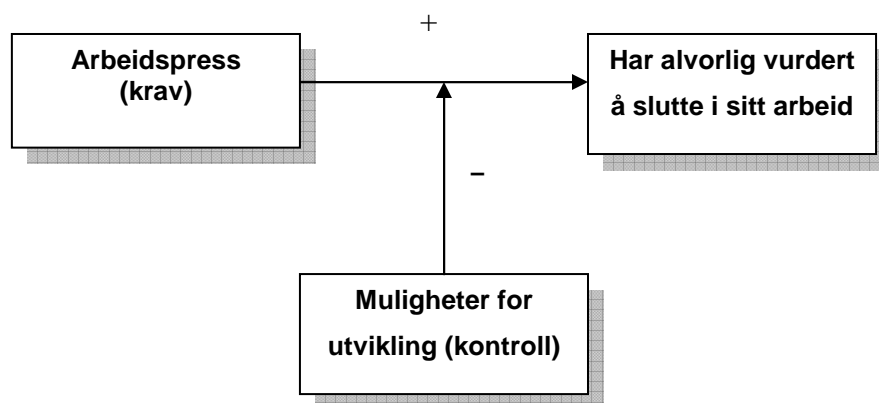 +
Arbeidspress
(krav)
Har alvorlig vurdert
å slutte i sitt arbeid
–
Muligheter for
utvikling (kontroll)